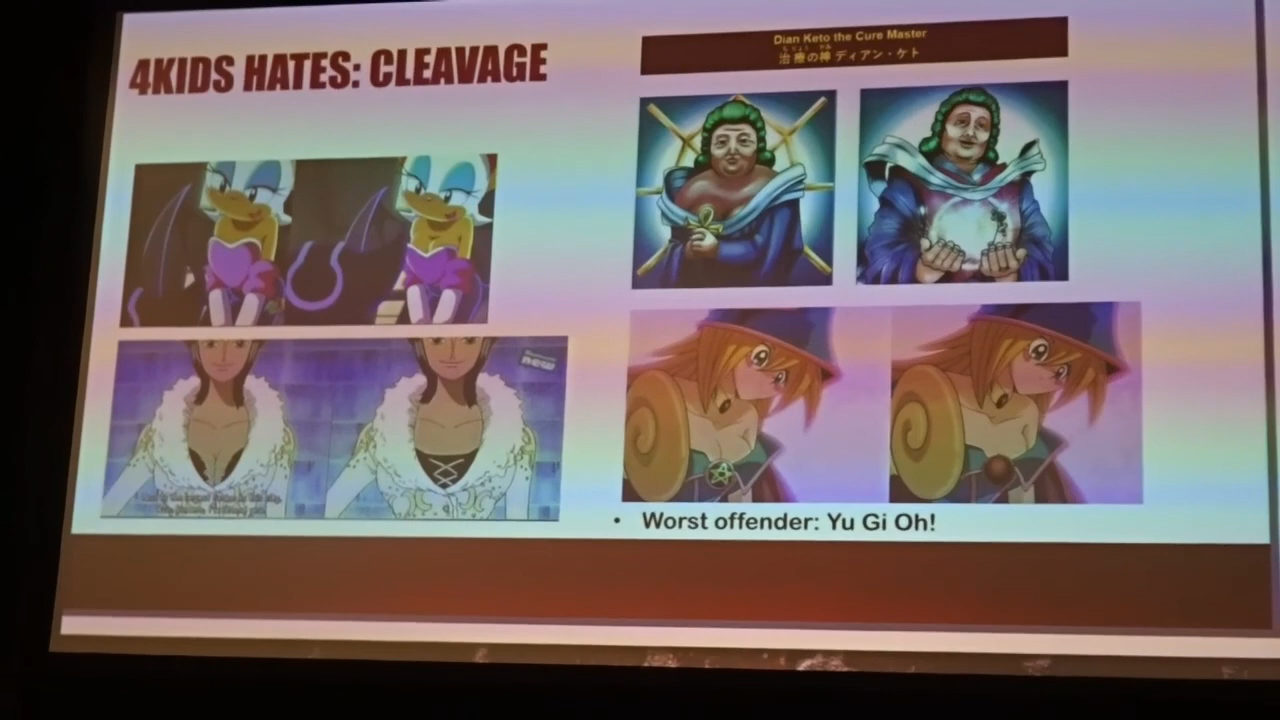 4KIDS HATES: CLEAVAGE
Dian Keto the Cure Master
治療の神 ディアン・ケト
new
• Worst offender: Yu Gi Oh!